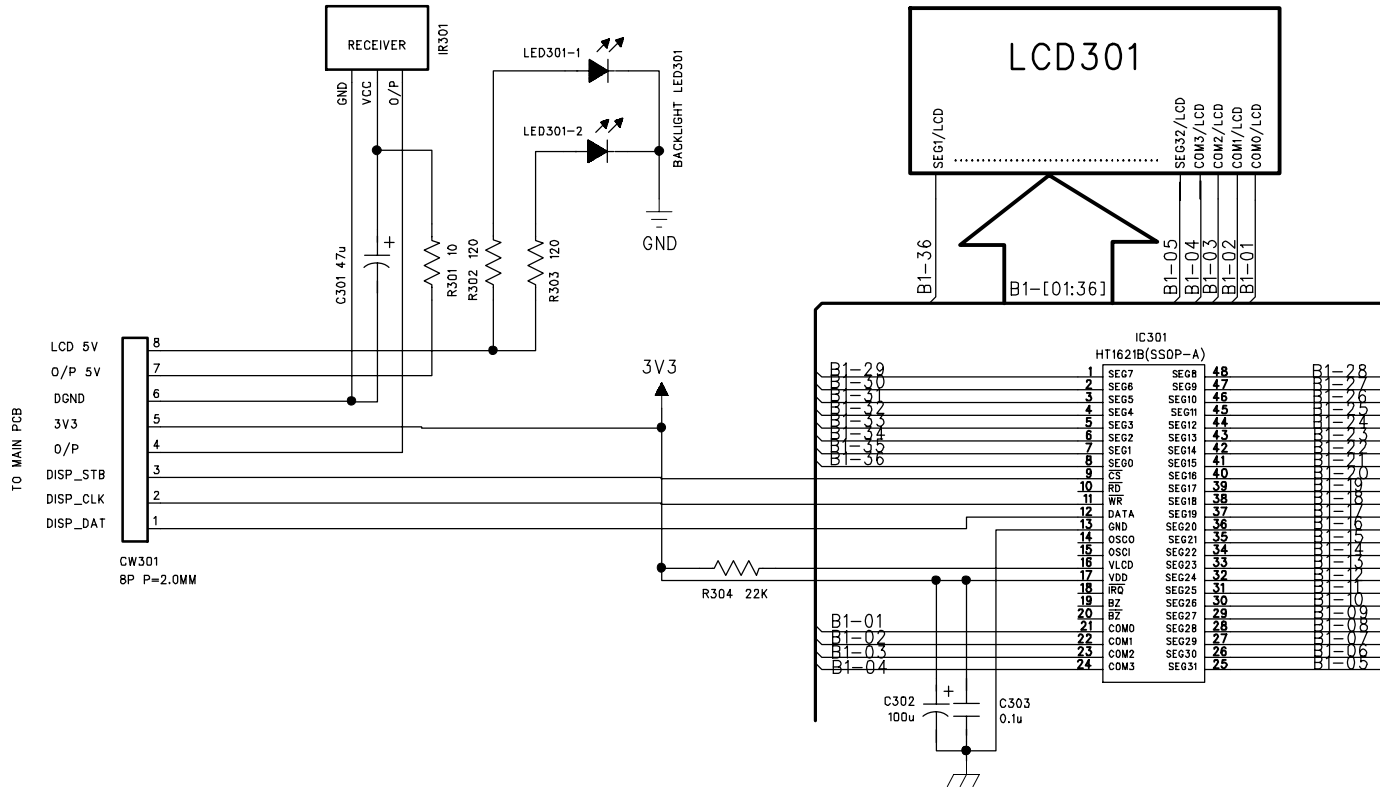 RECEIVER
IR301
GND
VCC
O/P
LED301-1
LED301-2
BACKLIGHT LED301
GND
C301 47u
+
R301 10
R302 120
R303 120
LCD301
SEG1/LCD
SEG32/LCD
COM3/LCD
COM2/LCD
COM1/LCD
COM0/LCD
B1-36
B1-[01:36]
B1-05
B1-04
B1-03
B1-02
B1-01
TO MAIN PCB
LCD 5V 8
O/P 5V 7
DGND 6
3V3 5
O/P 4
DISP_STB 3
DISP_CLK 2
DISP_DAT 1
CW301
8P P=2.0MM
3V3
R304 22K
IC301
HT1621B(SSOP-A)
B1-29 1 SEG7 SEG8 48 B1-28
B1-30 2 SEG6 SEG9 47 B1-27
B1-31 3 SEG5 SEG10 46 B1-26
B1-32 4 SEG4 SEG11 45 B1-25
B1-33 5 SEG3 SEG12 44 B1-24
B1-34 6 SEG2 SEG13 43 B1-23
B1-35 7 SEG1 SEG14 42 B1-22
B1-36 8 SEG0 SEG15 41 B1-21
9 CS SEG16 40 B1-20
10 RD SEG17 39 B1-19
11 WR SEG18 38 B1-18
12 DATA SEG19 37 B1-17
13 GND SEG20 36 B1-16
14 OSCO SEG21 35 B1-15
15 OSCI SEG22 34 B1-14
16 VLCD SEG23 33 B1-13
17 VDD SEG24 32 B1-12
18 IRQ SEG25 31 B1-11
19 BZ SEG26 30 B1-10
20 BZ SEG27 29 B1-09
B1-01 21 COM0 SEG28 28 B1-08
B1-02 22 COM1 SEG29 27 B1-07
B1-03 23 COM2 SEG30 26 B1-06
B1-04 24 COM3 SEG31 25 B1-05
C302
100u
+
C303
0.1u